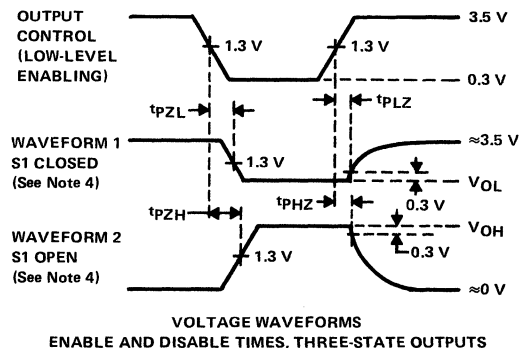 OUTPUT
CONTROL
(LOW-LEVEL
ENABLING)
3.5 V
1.3 V
1.3 V
0.3 V
tPZL
tPLZ
WAVEFORM 1
S1 CLOSED
(See Note 4)
≈3.5 V
1.3 V
VOL
0.3 V
tPZH
tPHZ
WAVEFORM 2
S1 OPEN
(See Note 4)
VOH
1.3 V
0.3 V
≈0 V
VOLTAGE WAVEFORMS
ENABLE AND DISABLE TIMES, THREE-STATE OUTPUTS